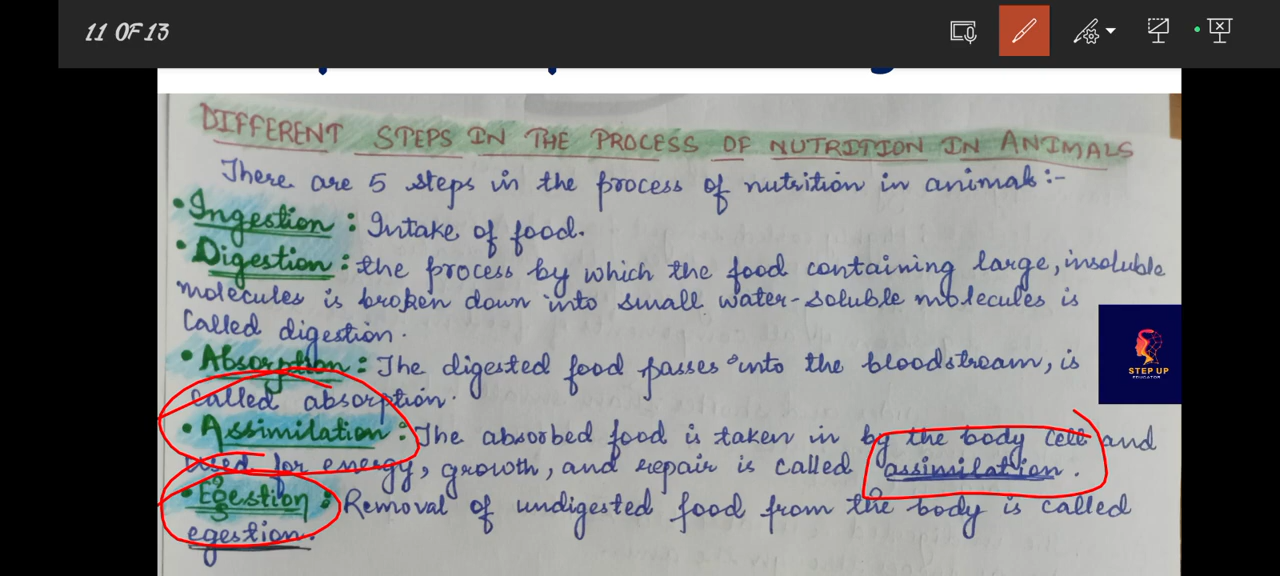 11 OF 13
DIFFERENT STEPS IN THE PROCESS OF NUTRITION IN ANIMALS
There are 5 steps in the process of nutrition in animals:-
• Ingestion : Intake of food.
• Digestion : the process by which the food containing large, insoluble
molecules is broken down into small water-soluble molecules is
called digestion.
• Absorption : The digested food passes into the bloodstream, is
called absorption.
• Assimilation : The absorbed food is taken in by the body cell and
used for energy, growth, and repair is called assimilation.
• Egestion : Removal of undigested food from the body is called
egestion.
STEP UP
EDUCATOR